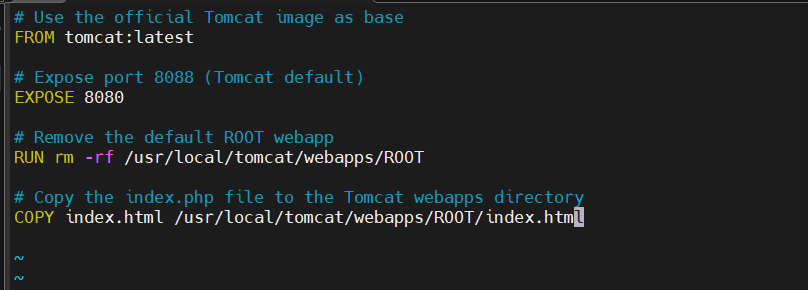 # Use the official Tomcat image as base
FROM tomcat:latest
# Expose port 8088 (Tomcat default)
EXPOSE 8080
# Remove the default ROOT webapp
RUN rm -rf /usr/local/tomcat/webapps/ROOT
# Copy the index.php file to the Tomcat webapps directory
COPY index.html /usr/local/tomcat/webapps/ROOT/index.html
~
~